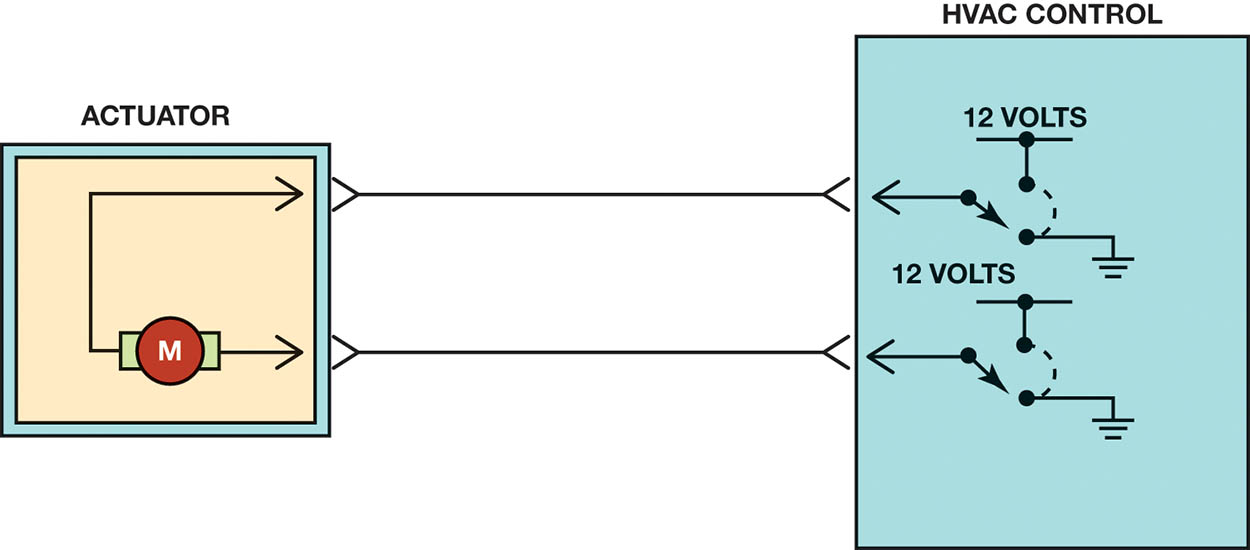 HVAC CONTROL
ACTUATOR
12 VOLTS
12 VOLTS
M